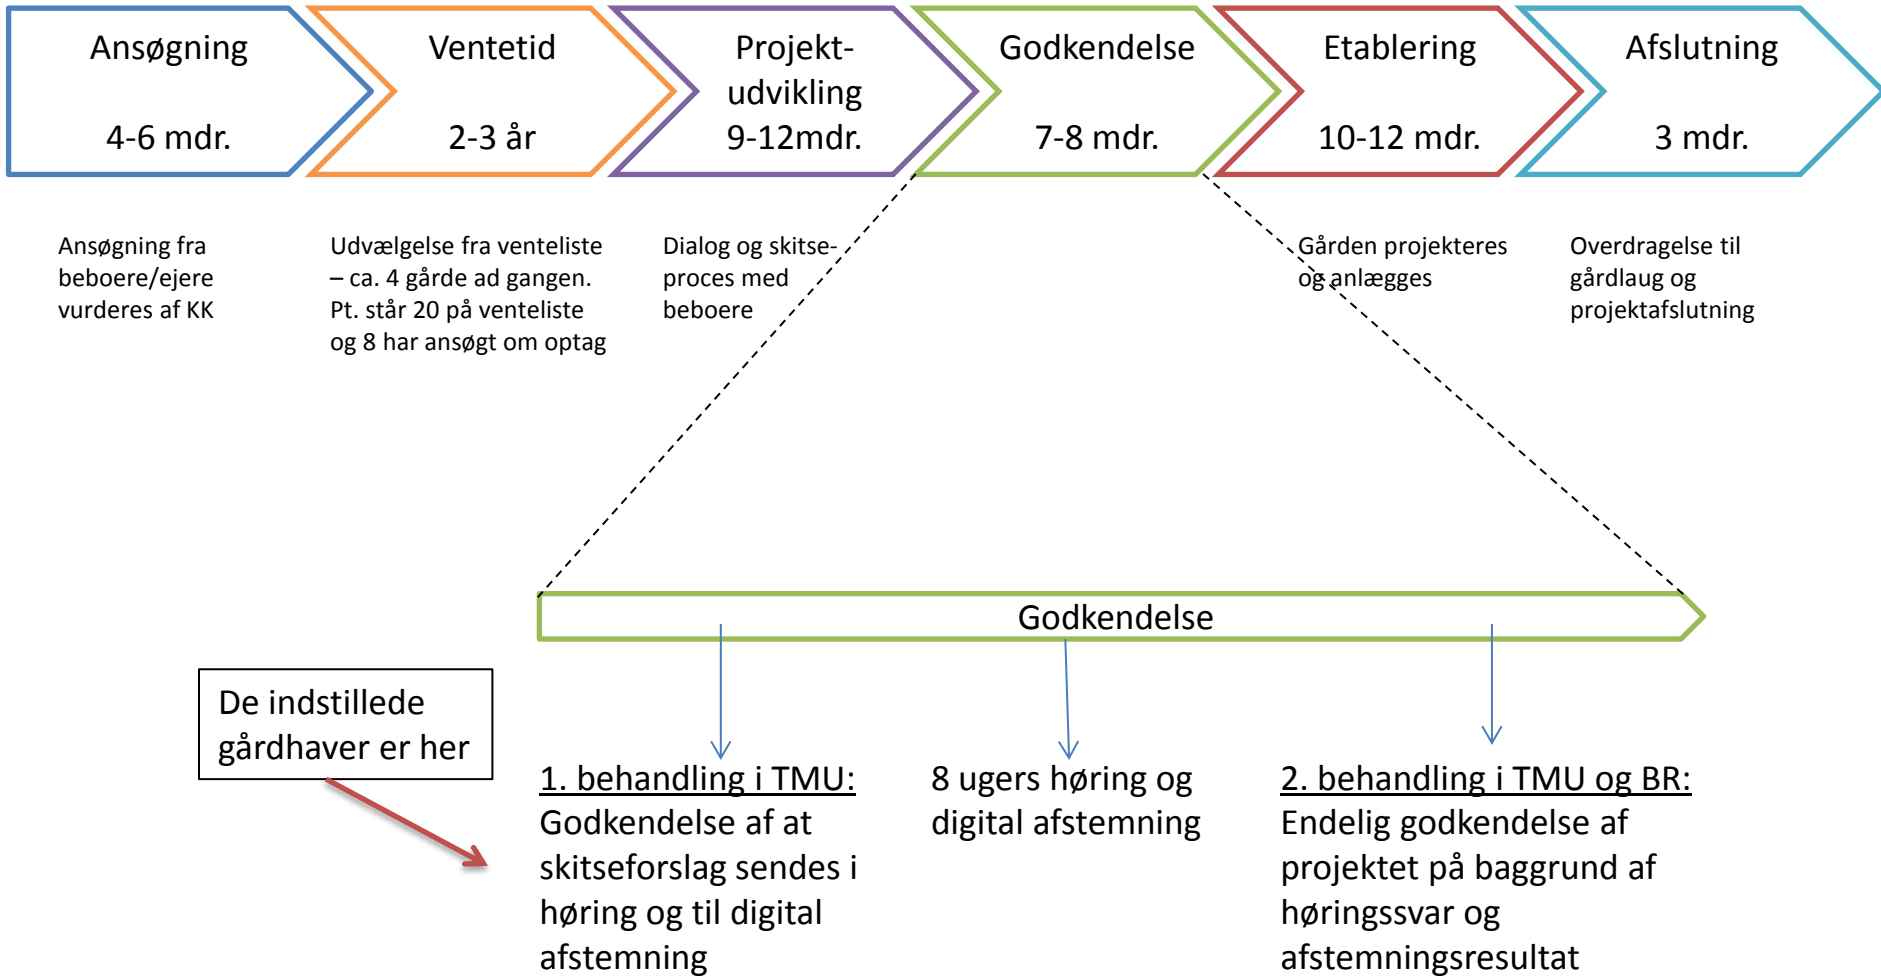 Ansøgning
4-6 mdr.
Ventetid
2-3 år
Projekt-
udvikling
9-12mdr.
Godkendelse
7-8 mdr.
Etablering
10-12 mdr.
Afslutning
3 mdr.
Ansøgning fra
beboere/ejere
vurderes af KK
Udvælgelse fra venteliste
– ca. 4 gårde ad gangen.
Pt. står 20 på venteliste
og 8 har ansøgt om optag
Dialog og skitse-
proces med
beboere
Gården projekteres
og anlægges
Overdragelse til
gårdlaug og
projektafslutning
Godkendelse
De indstillede
gårdhaver er her
1. behandling i TMU:
Godkendelse af at
skitseforslag sendes i
høring og til digital
afstemning
8 ugers høring og
digital afstemning
2. behandling i TMU og BR:
Endelig godkendelse af
projektet på baggrund af
høringssvar og
afstemningsresultat